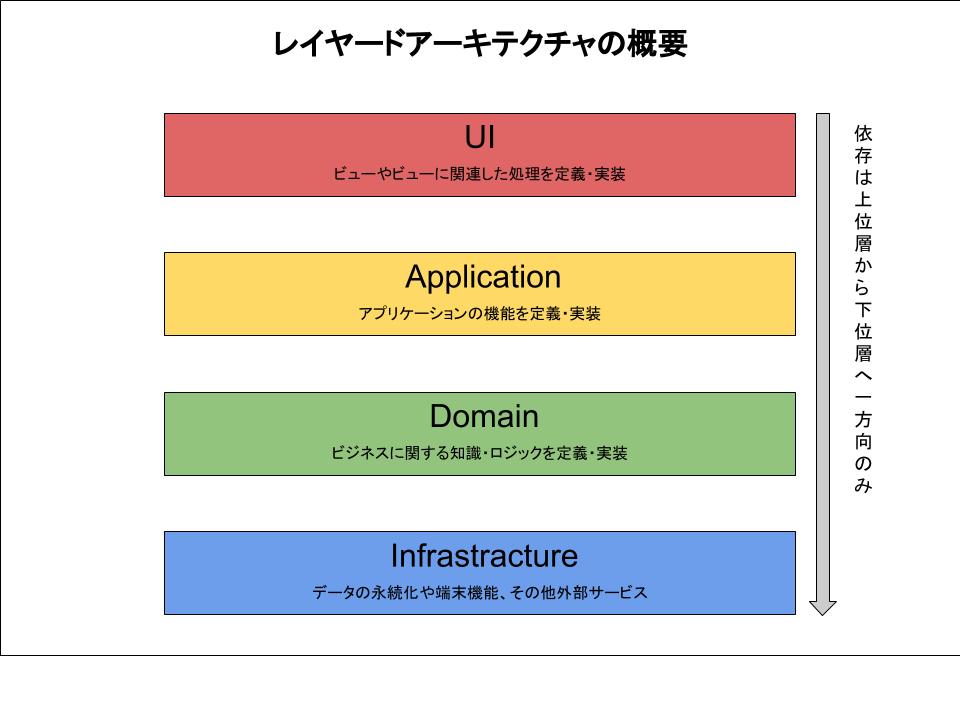 レイヤードアーキテクチャの概要
UI
ビューやビューに関連した処理を定義・実装
Application
アプリケーションの機能を定義・実装
Domain
ビジネスに関する知識・ロジックを定義・実装
Infrastracture
データの永続化や端末機能、その他外部サービス
依存は上位層から下位層へ一方向のみ